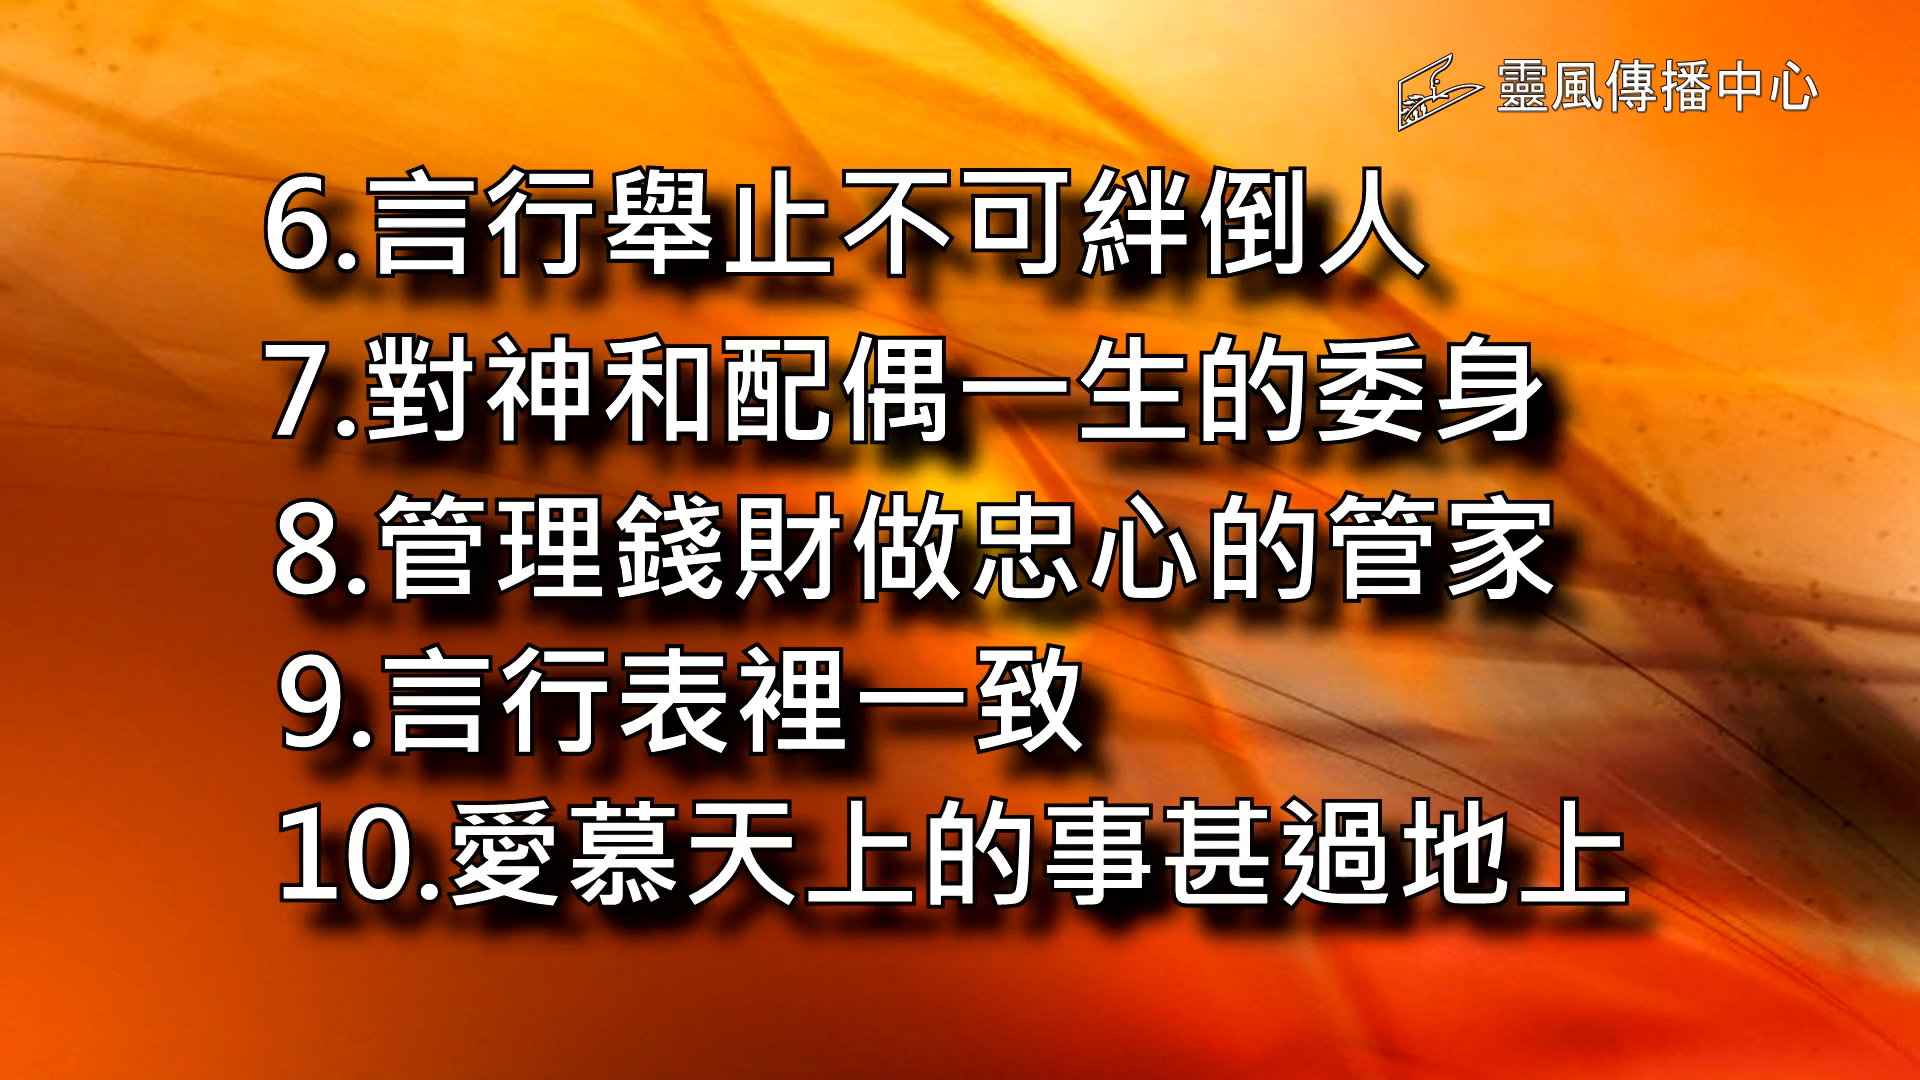 靈風傳播中心
6.言行舉止不可絆倒人
7.對神和配偶一生的委身
8.管理錢財做忠心的管家
9.言行表裡一致
10.愛慕天上的事甚過地上